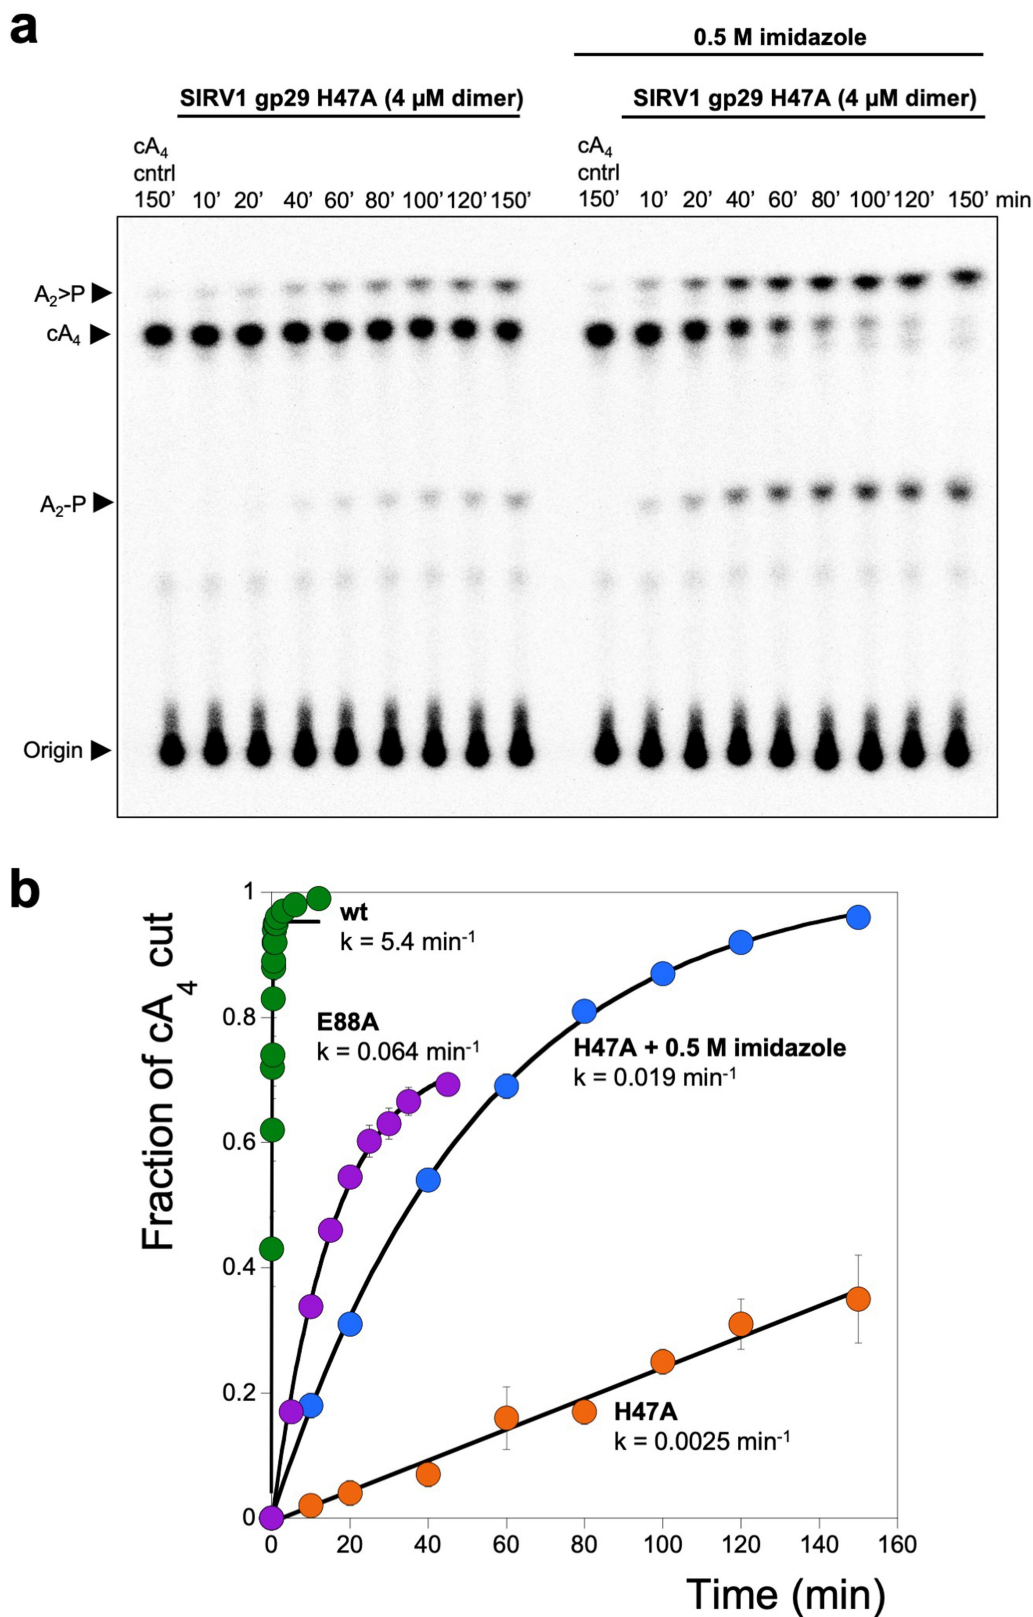 a
0.5 M imidazole
SIRV1 gp29 H47A (4 µM dimer) SIRV1 gp29 H47A (4 µM dimer)
cA4 cA4
cntrl cntrl
150’ 10’ 20’ 40’ 60’ 80’ 100’ 120’ 150’ 150’ 10’ 20’ 40’ 60’ 80’ 100’ 120’ 150’ min
A2>P
cA4
A2-P
Origin
b
Fraction of cA4 cut
1
0.8
0.6
0.4
0.2
0
wt
k = 5.4 min-1
E88A
k = 0.064 min-1
H47A + 0.5 M imidazole
k = 0.019 min-1
H47A
k = 0.0025 min-1
0 20 40 60 80 100 120 140 160
Time (min)